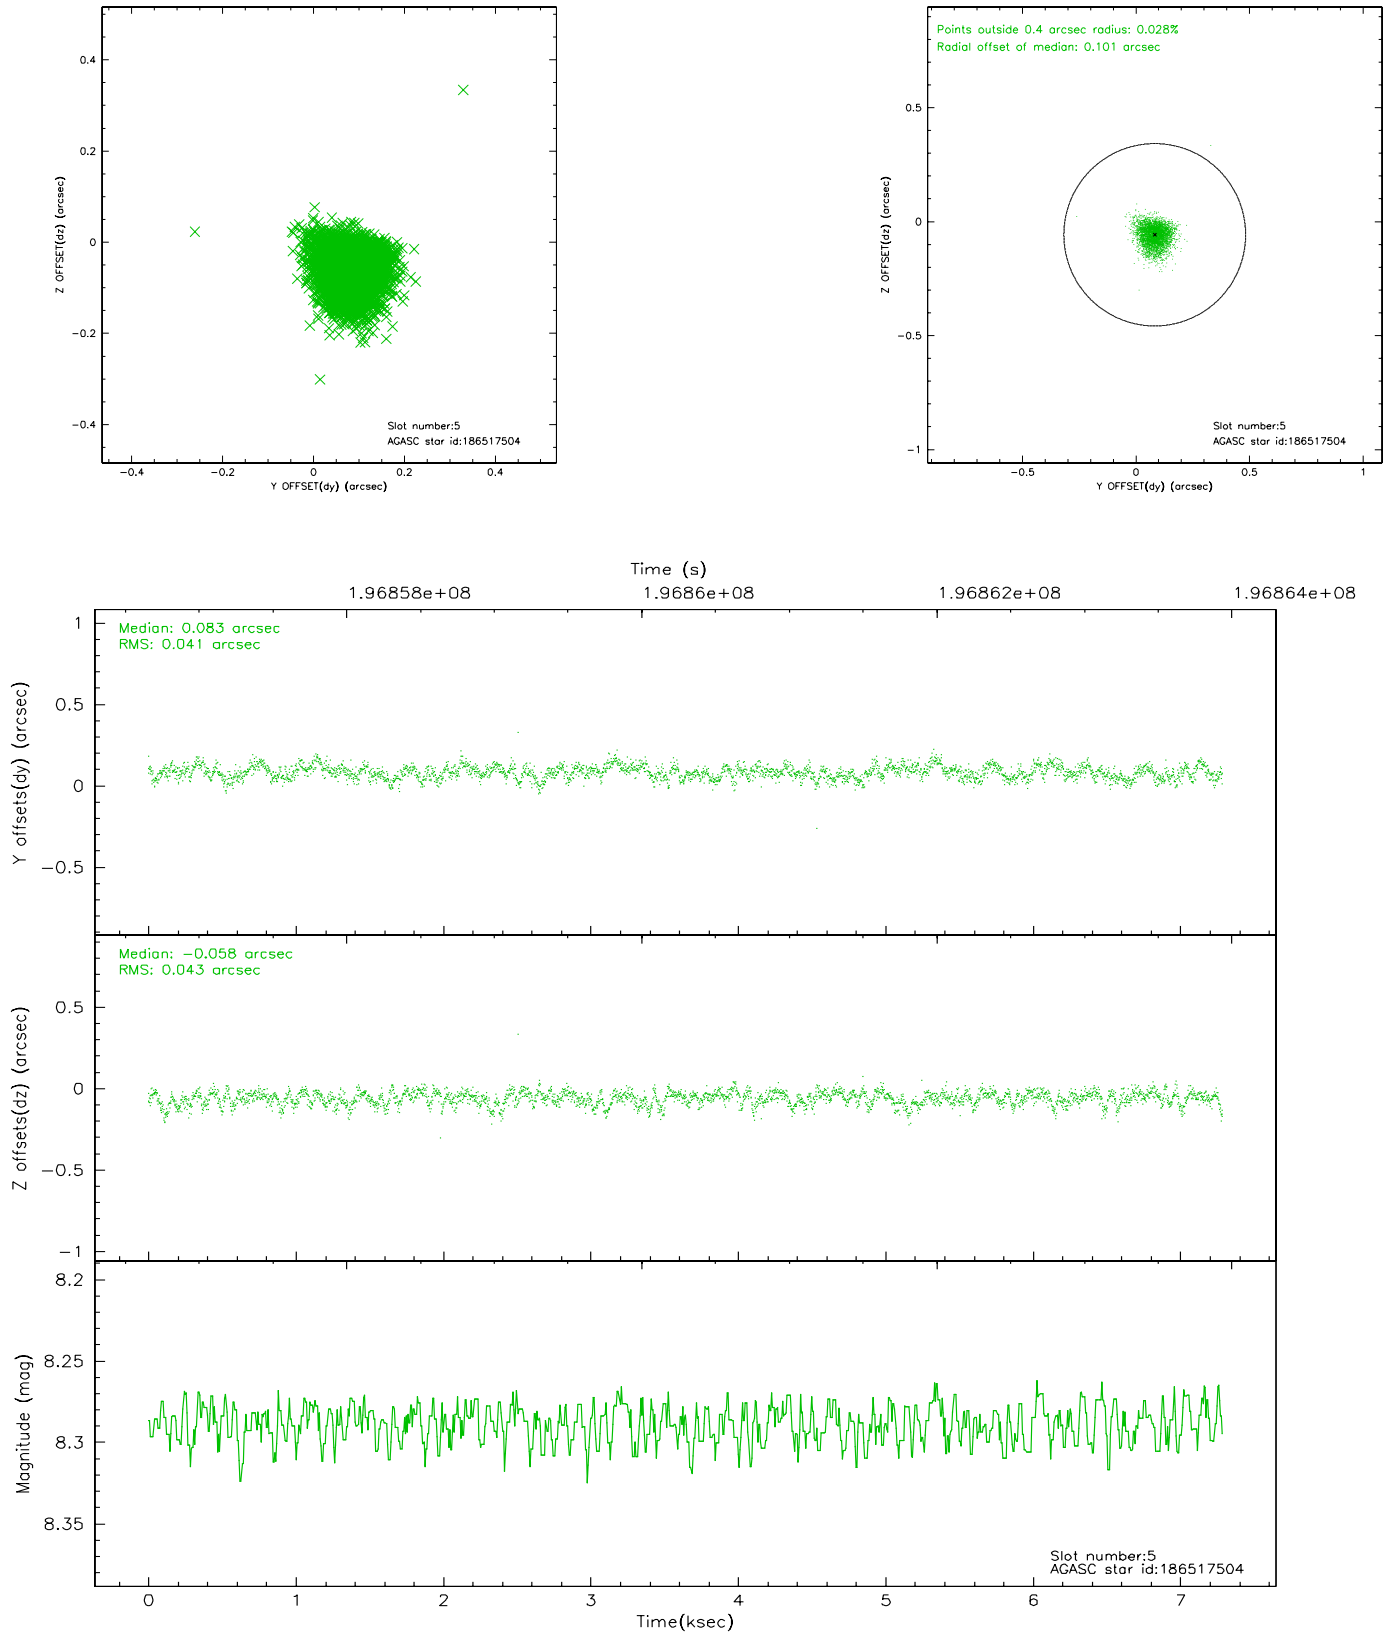 0.4
0.2
0
−0.2
−0.4
Z OFFSET(dz) (arcsec)
Slot number:5
AGASC star id:186517504
−0.4 −0.2 0 0.2 0.4
Y OFFSET(dy) (arcsec)
Points outside 0.4 arcsec radius: 0.028%
Radial offset of median: 0.101 arcsec
0.5
0
−0.5
−1
Z OFFSET(dz) (arcsec)
Slot number:5
AGASC star id:186517504
−0.5 0 0.5 1
Y OFFSET(dy) (arcsec)
Time (s)
1.96858e+08 1.9686e+08 1.96862e+08 1.96864e+08
Median: 0.083 arcsec
RMS: 0.041 arcsec
1
0.5
0
−0.5
Y offsets(dy) (arcsec)
Median: −0.058 arcsec
RMS: 0.043 arcsec
0.5
0
−0.5
−1
Z offsets(dz) (arcsec)
8.2
8.25
8.3
8.35
Magnitude (mag)
Slot number:5
AGASC star id:186517504
0 1 2 3 4 5 6 7
Time(ksec)